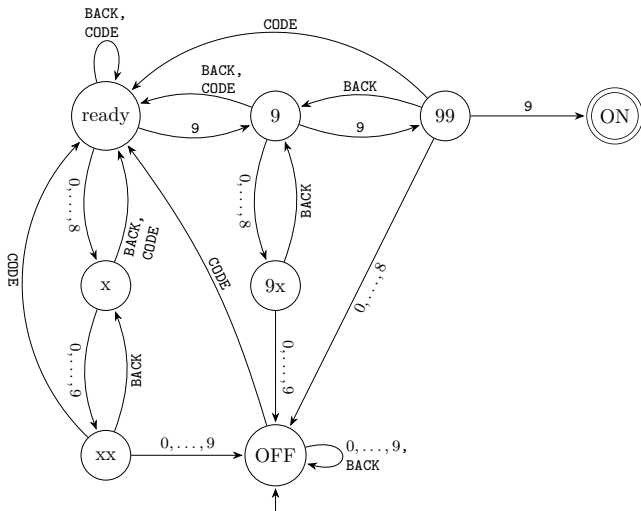 BACK,
CODE
CODE
BACK,
CODE
BACK
ready
9
9
9
99
9
ON
0,...,8
BACK,
CODE
0,...,8
BACK
0,...,8
CODE
CODE
x
9x
0,...,9
BACK
0,...,9
xx
0,...,9
OFF
0,...,9,
BACK